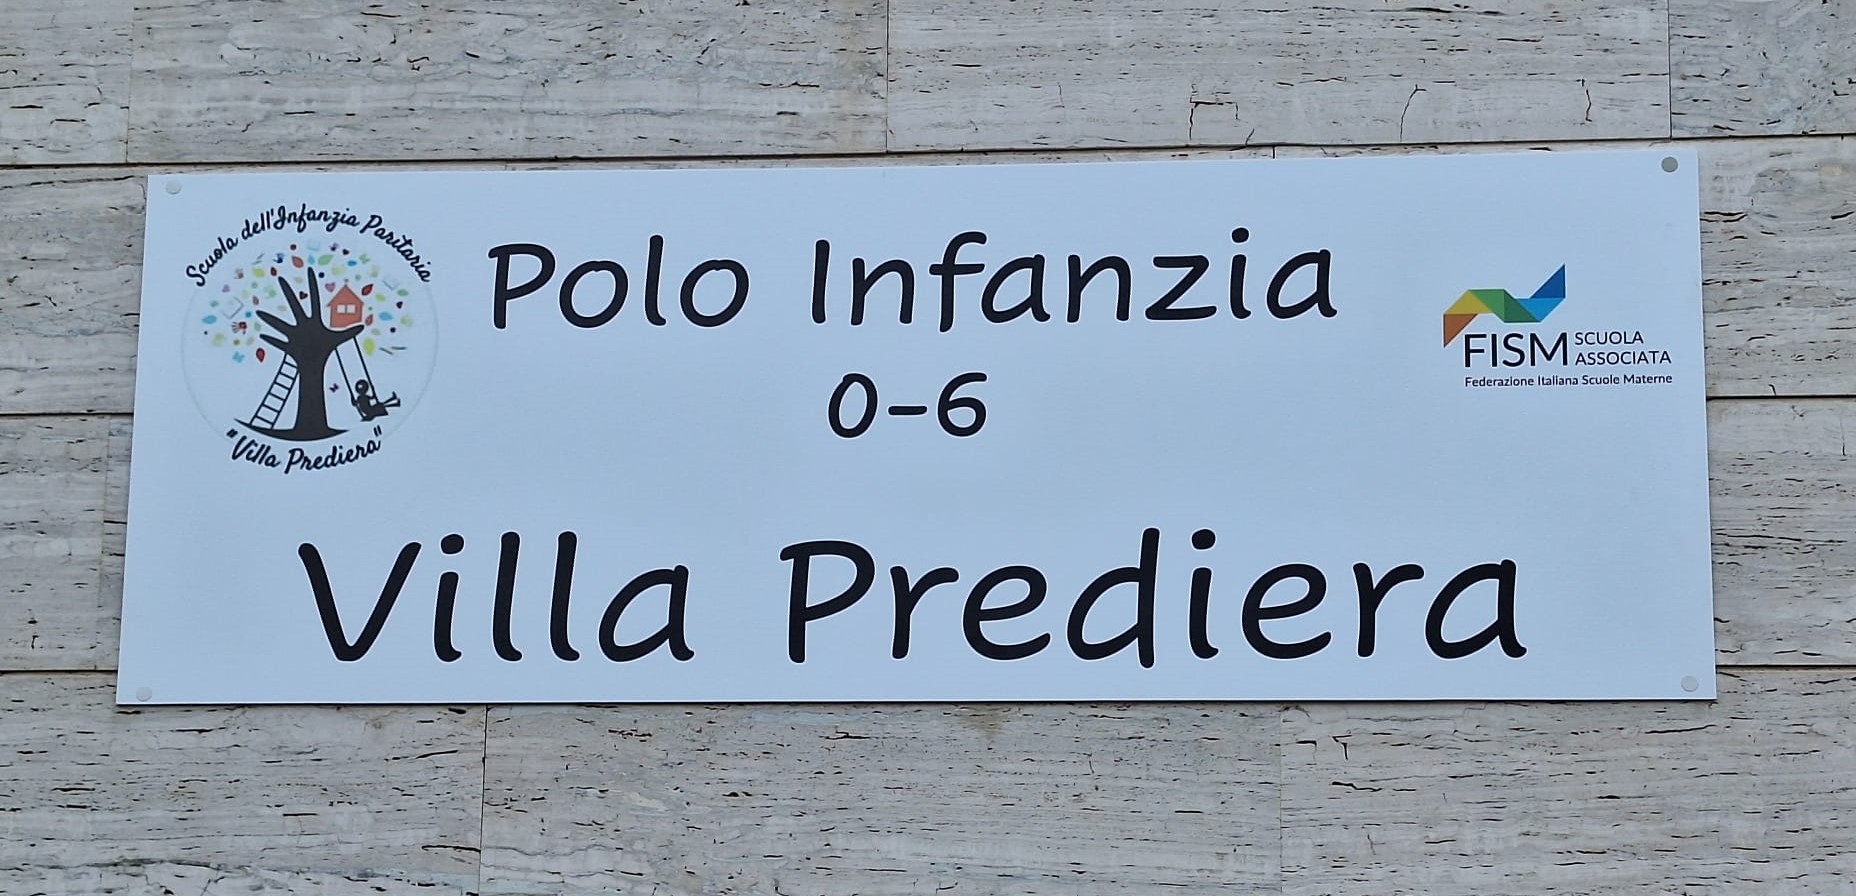 Scuola dell'Infanzia Paritaria
"Villa Prediera"
Polo Infanzia
0-6
Villa Prediera
FISM SCUOLA
ASSOCIATA
Federazione Italiana Scuole Materne